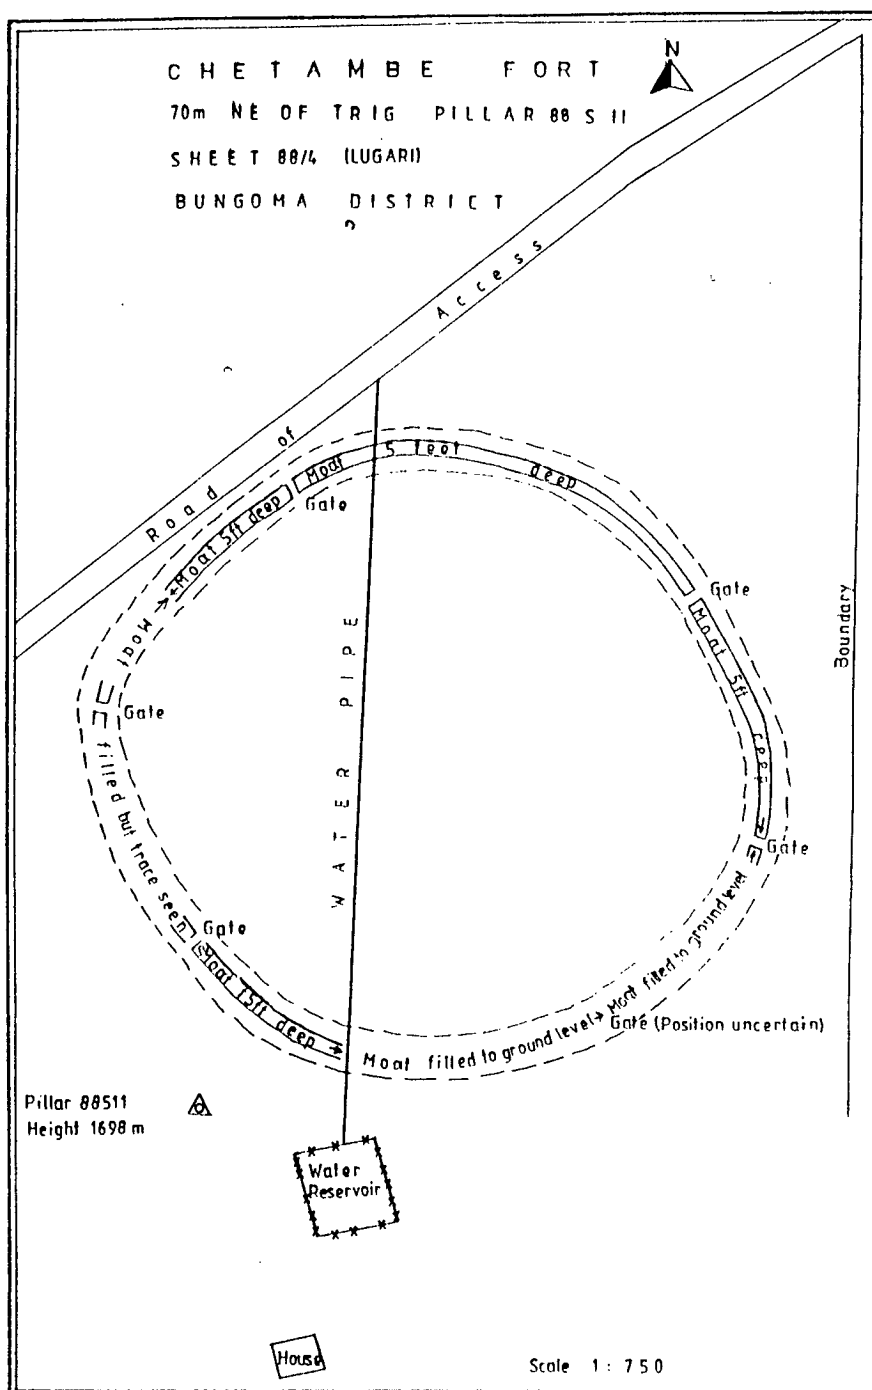 N
CHETAMBE FORT
70m NE OF TRIG PILLAR 88 S 11
SHEET 88/4 (LUGARI)
BUNGOMA DISTRICT
Road of Access
Moat 5 feet deep
Moat 5ft deep
Gate
Gate
Moat 5ft
Moat
Gate
Boundary
WATER PIPE
filled but trace seen
Gate
Gate
Moat 15ft deep
Moat filled to ground level
Moat filled to ground level
Gate (Position uncertain)
Pillar 88511
Height 1698m
Water
Reservoir
House
Scale 1:750